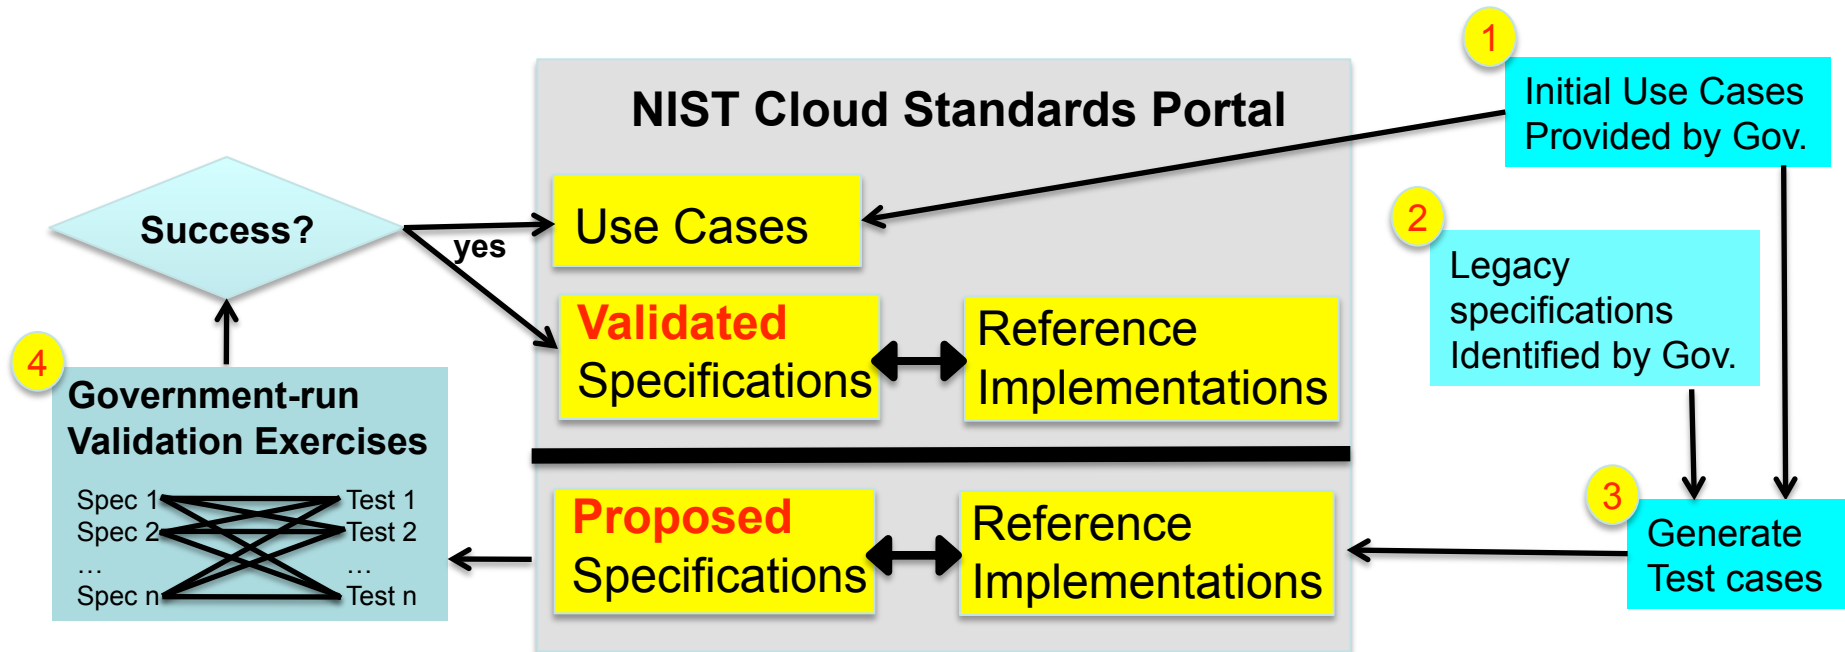 1
Initial Use Cases
Provided by Gov.
NIST Cloud Standards Portal
Success?
yes
Use Cases
2
Legacy
specifications
Identified by Gov.
Validated
Specifications
Reference
Implementations
4
Government-run
Validation Exercises
Spec 1
Test 1
Spec 2
Test 2
…
…
Spec n
Test n
Proposed
Specifications
Reference
Implementations
3
Generate
Test cases